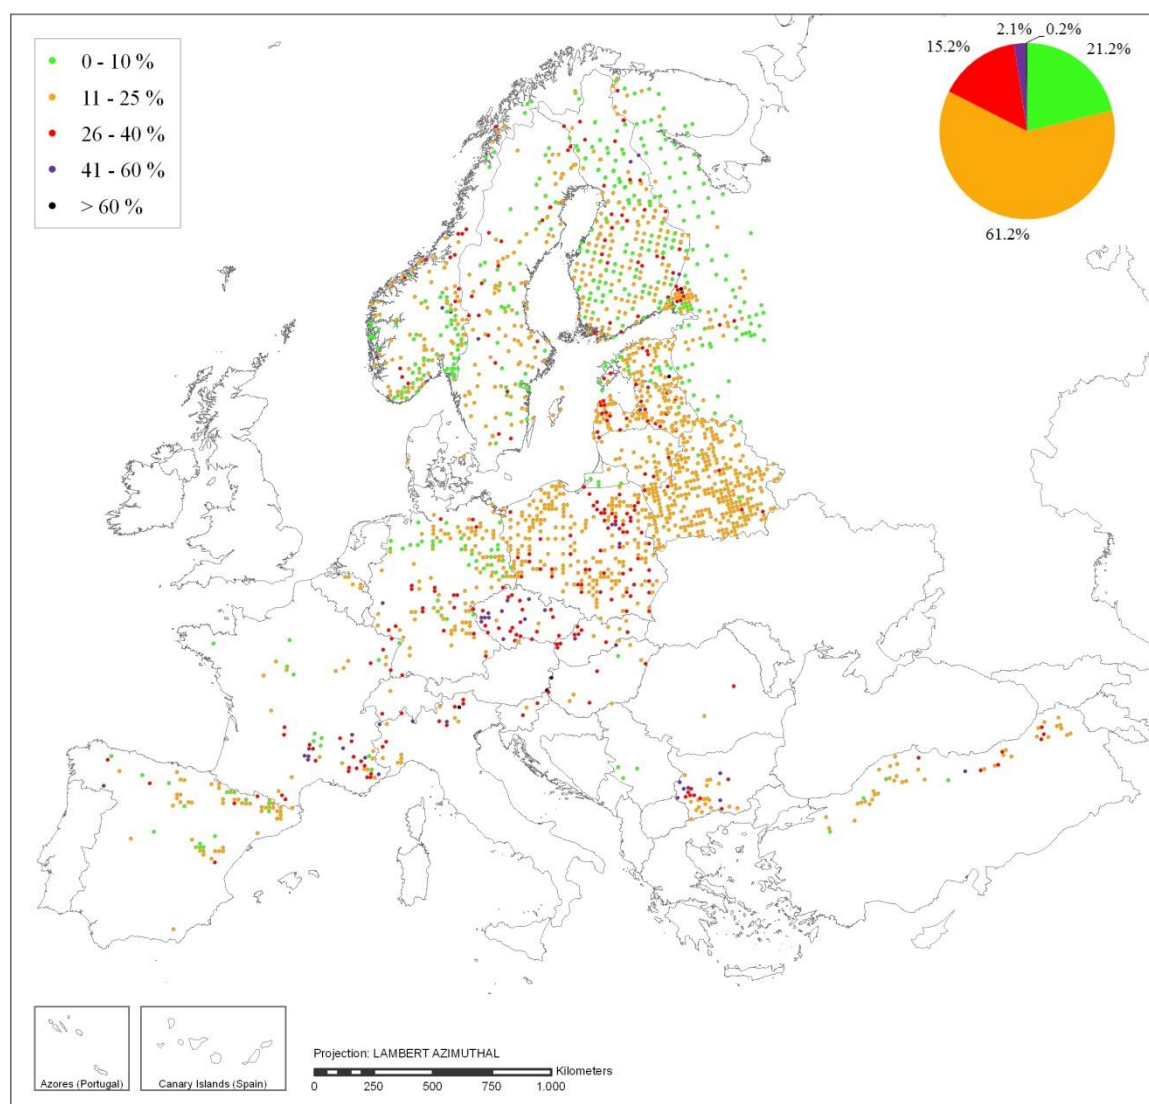 0 - 10 %
11 - 25 %
26 - 40 %
41 - 60 %
> 60 %
2.1%
0.2%
15.2%
21.2%
61.2%
Azores (Portugal)
Canary Islands (Spain)
Projection: LAMBERT AZIMUTHAL
Kilometers
0 250 500 750 1.000